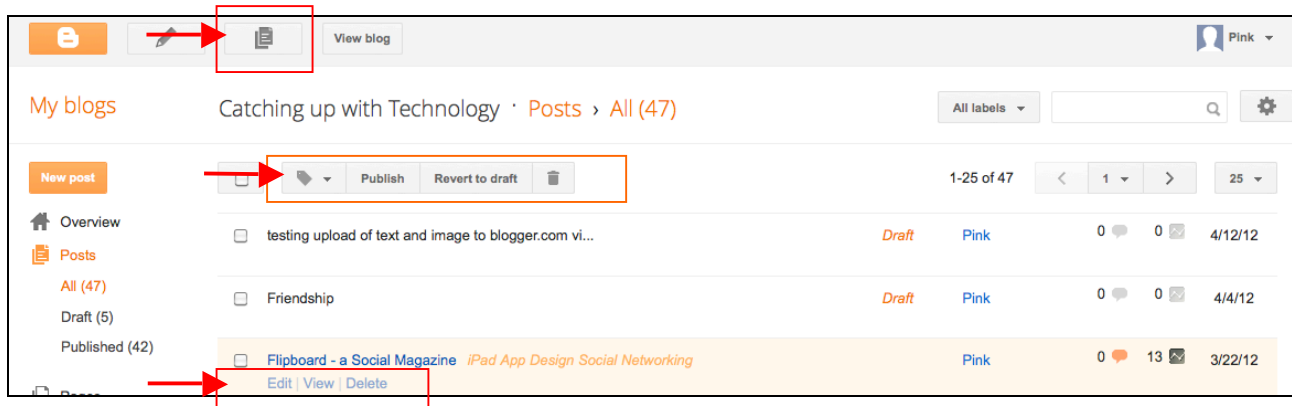 View blog
Pink
My blogs
Catching up with Technology · Posts › All (47)
All labels
New post
Publish
Revert to draft
1-25 of 47
1
25
Overview
testing upload of text and image to blogger.com vi...
Draft
Pink
0
0
4/12/12
Posts
All (47)
Friendship
Draft
Pink
0
0
4/4/12
Draft (5)
Published (42)
Flipboard - a Social Magazine iPad App Design Social Networking
Pink
0
13
3/22/12
Edit | View | Delete